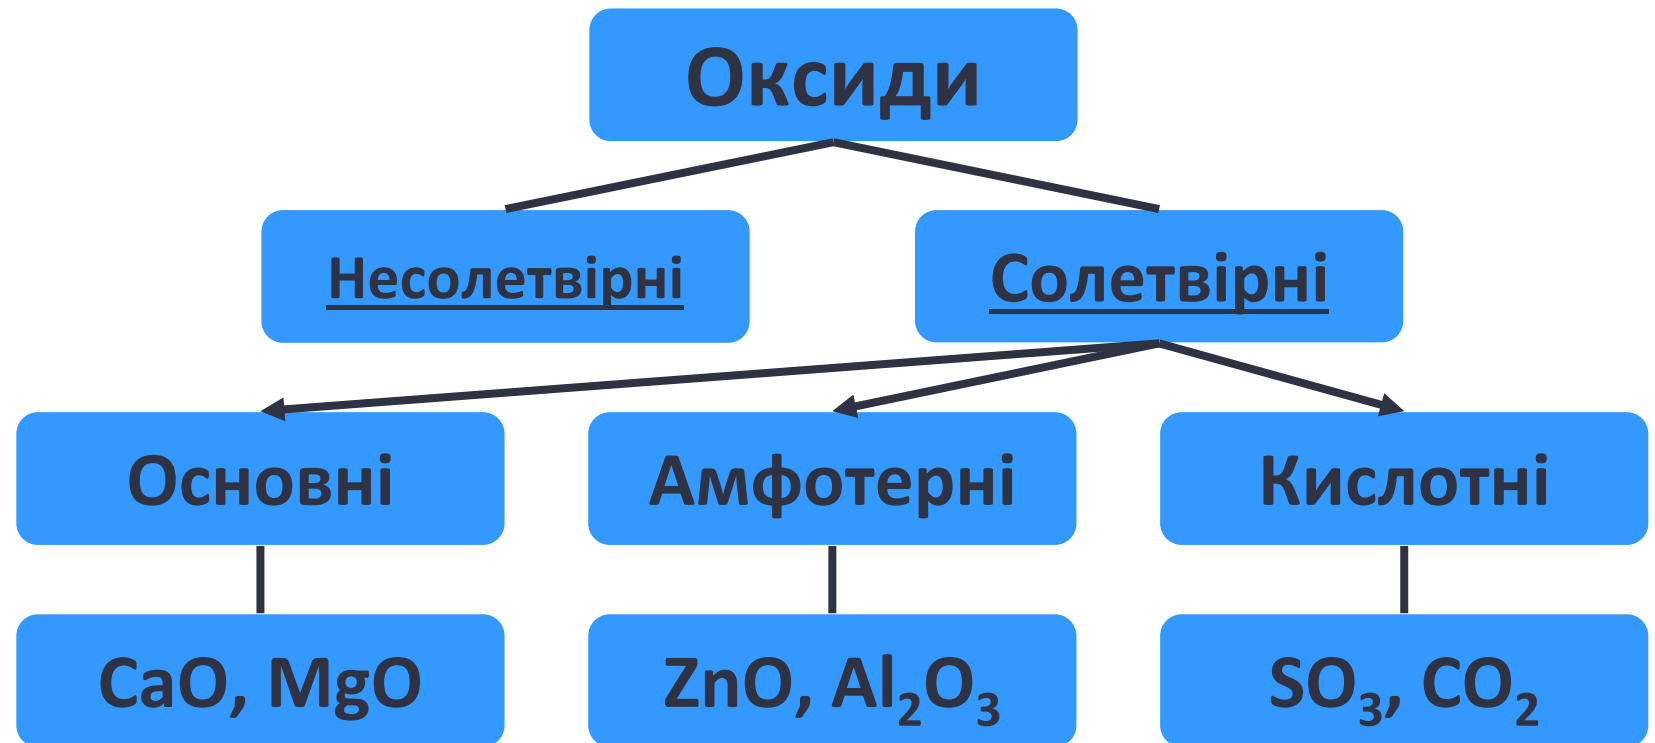 Оксиди
Несолетвірні
Солетвірні
Основні
Амфотерні
Кислотні
CaO, MgO
ZnO, Al₂O₃
SO₃, CO₂